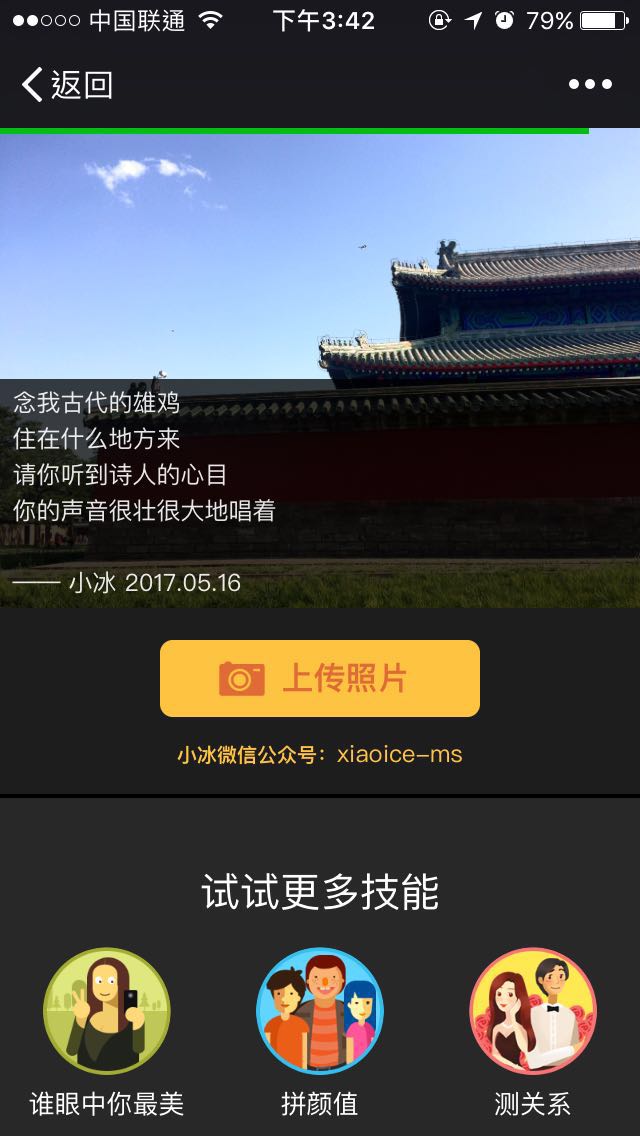 中国联通 下午3:42 79%
返回
念我古代的雄鸡
住在什么地方来
请你听到诗人的心目
你的声音很壮很大地唱着
—— 小冰 2017.05.16
上传照片
小冰微信公众号：xiaoice-ms
试试更多技能
谁眼中你最美 拼颜值 测关系